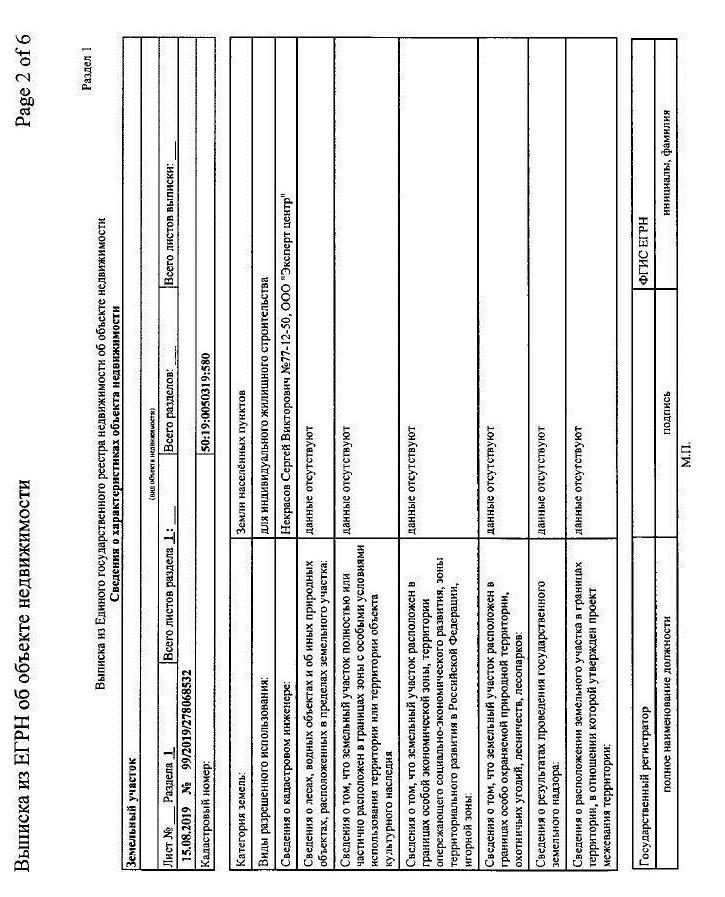 Выписка из ЕГРН об объекте недвижимости
Page 2 of 6
Раздел 1
Выписка из Единого государственного реестра недвижимости об объекте недвижимости
Сведения о характеристиках объекта недвижимости
Земельный участок
(вид объекта недвижимости)
Лист № Раздела 1
Всего листов раздела 1 :
Всего разделов:
Всего листов выписки:
15.08.2019 № 99/2019/278068532
Кадастровый номер:
50:19:0050319:580
Категория земель:
Земли населённых пунктов
Виды разрешенного использования:
для индивидуального жилищного строительства
Сведения о кадастровом инженере:
Некрасов Сергей Викторович №77-12-50, ООО "Эксперт центр"
Сведения о лесах, водных объектах и об иных природных
объектах, расположенных в пределах земельного участка:
данные отсутствуют
Сведения о том, что земельный участок полностью или
частично расположен в границах зоны с особыми условиями
использования территории или территории объекта
культурного наследия
данные отсутствуют
Сведения о том, что земельный участок расположен в
границах особой экономической зоны, территории
опережающего социально-экономического развития, зоны
территориального развития в Российской Федерации,
игорной зоны:
данные отсутствуют
Сведения о том, что земельный участок расположен в
границах особо охраняемой природной территории,
охотничьих угодий, лесничеств, лесопарков:
данные отсутствуют
Сведения о результатах проведения государственного
земельного надзора:
данные отсутствуют
Сведения о расположении земельного участка в границах
территории, в отношении которой утвержден проект
межевания территории:
данные отсутствуют
Государственный регистратор
ФГИС ЕГРН
полное наименование должности
подпись
инициалы, фамилия
М.П.